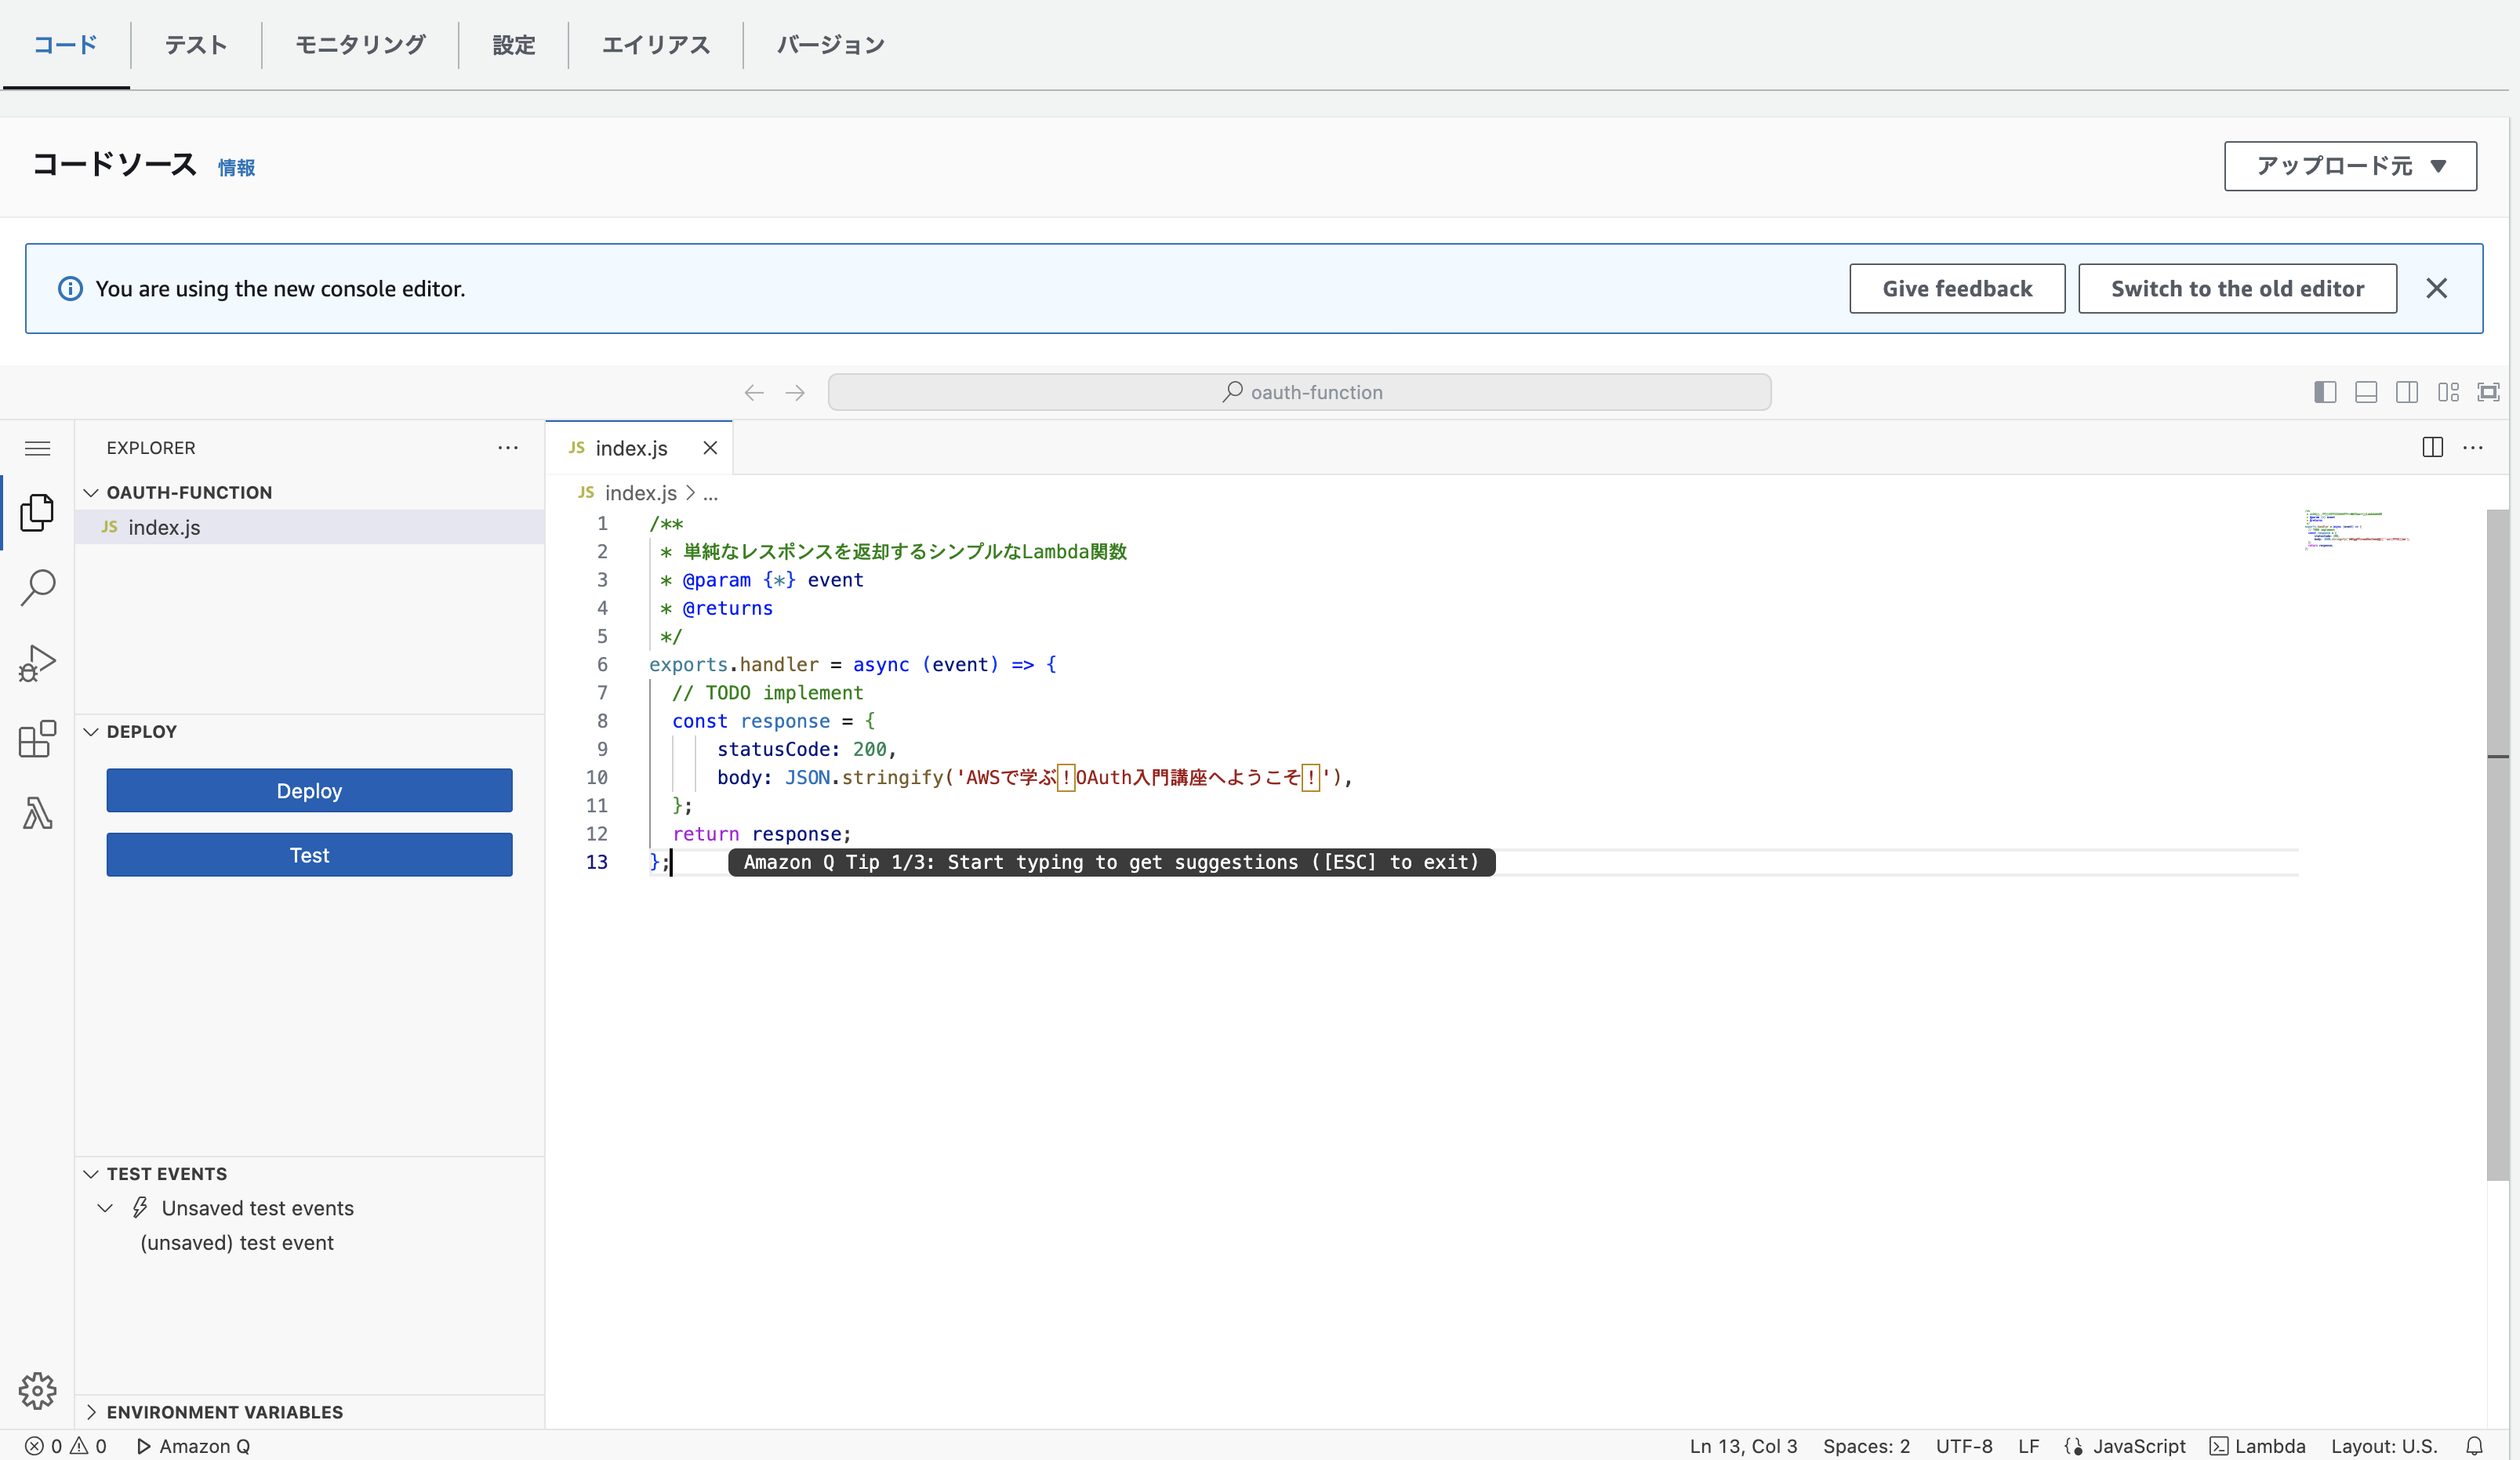 コード テスト モニタリング 設定 エイリアス バージョン
コードソース 情報 アップロード元 ▼
You are using the new console editor. Give feedback Switch to the old editor
oauth-function
EXPLORER
OAUTH-FUNCTION
JS index.js
DEPLOY
Deploy
Test
TEST EVENTS
Unsaved test events
(unsaved) test event
ENVIRONMENT VARIABLES
JS index.js
JS index.js > ...
1 /**
2 * 単純なレスポンスを返却するシンプルなLambda関数
3 * @param {*} event
4 * @returns
5 */
6 exports.handler = async (event) => {
7 // TODO implement
8 const response = {
9 statusCode: 200,
10 body: JSON.stringify('AWSで学ぶ！OAuth入門講座へようこそ！'),
11 };
12 return response;
13 }; Amazon Q Tip 1/3: Start typing to get suggestions ([ESC] to exit)
0 0 Amazon Q Ln 13, Col 3 Spaces: 2 UTF-8 LF JavaScript Lambda Layout: U.S.